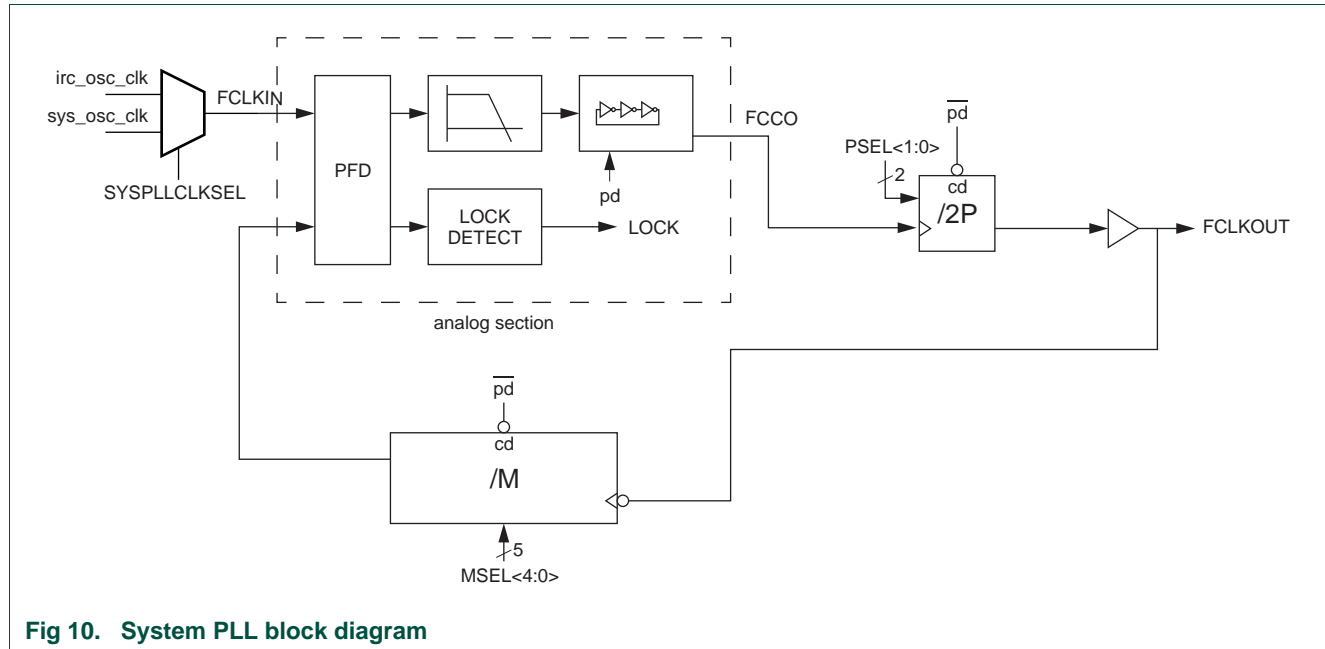 irc_osc_clk
sys_osc_clk
FCLKIN
SYSPLLCLKSEL
PFD
pd
LOCK
DETECT
LOCK
analog section
FCCO
pd
PSEL<1:0>
2
cd
/2P
FCLKOUT
pd
cd
/M
5
MSEL<4:0>
Fig 10. System PLL block diagram